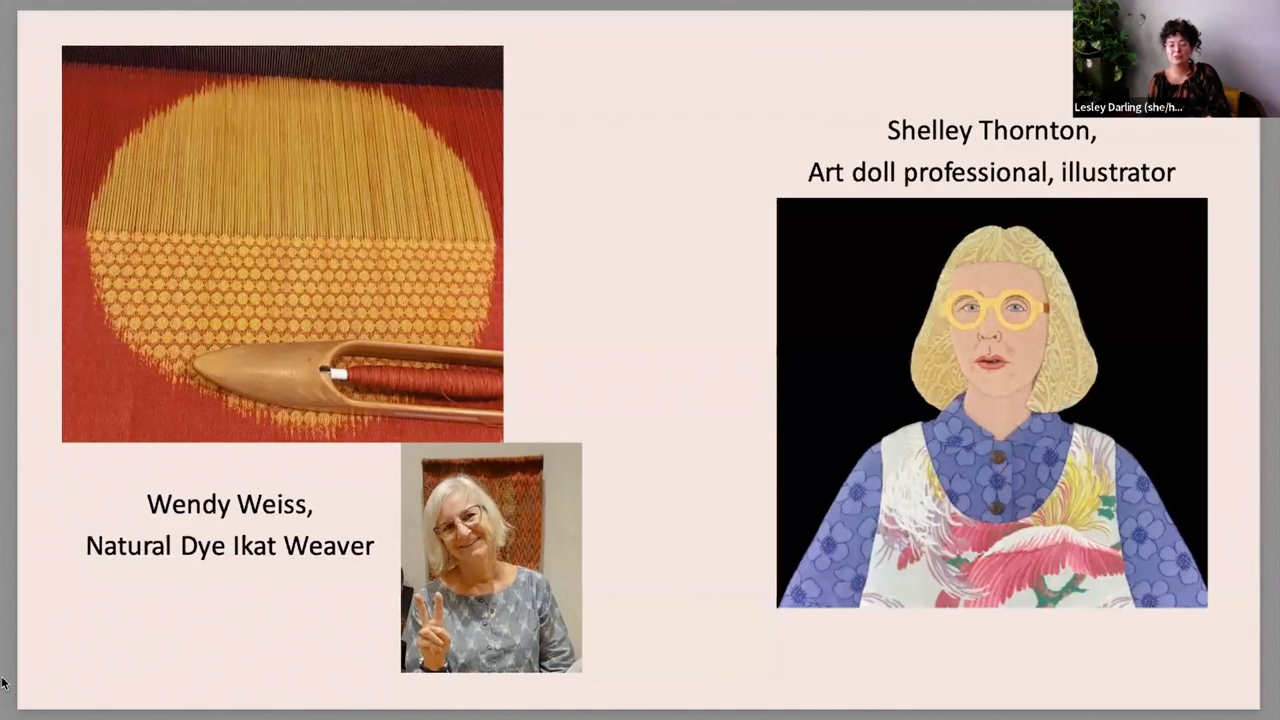 Lesley Darling (she/h...
Shelley Thornton,
Art doll professional, illustrator
Wendy Weiss,
Natural Dye Ikat Weaver